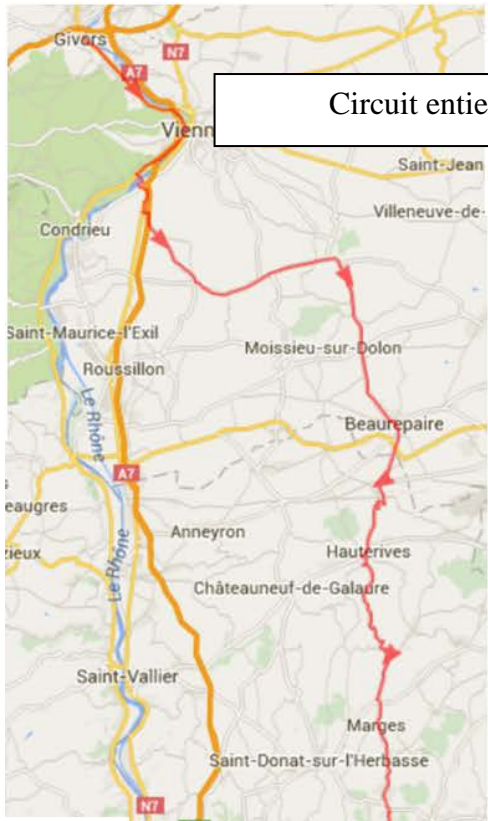 Givors
N7
A7
Circuit entie
Vienn
Saint-Jean
Villeneuve-de-
Condrieu
Saint-Maurice-l'Exil
Moissieu-sur-Dolon
Roussillon
Le Rhône
Beaurepaire
A7
eaugres
Anneyron
Hauterives
zieux
Châteauneuf-de-Galaure
Le Rhône
Saint-Vallier
Marges
Saint-Donat-sur-l'Herbasse
N7